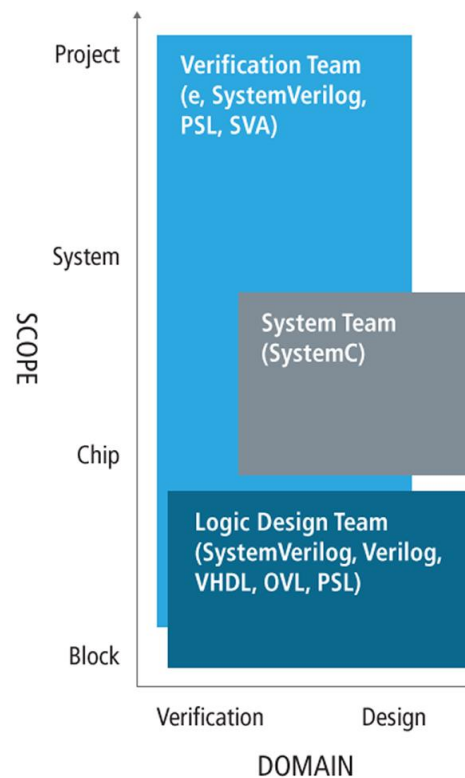 Project
Verification Team
(e, SystemVerilog,
PSL, SVA)
System
SCOPE
System Team
(SystemC)
Chip
Logic Design Team
(SystemVerilog, Verilog,
VHDL, OVL, PSL)
Block
Verification Design
DOMAIN